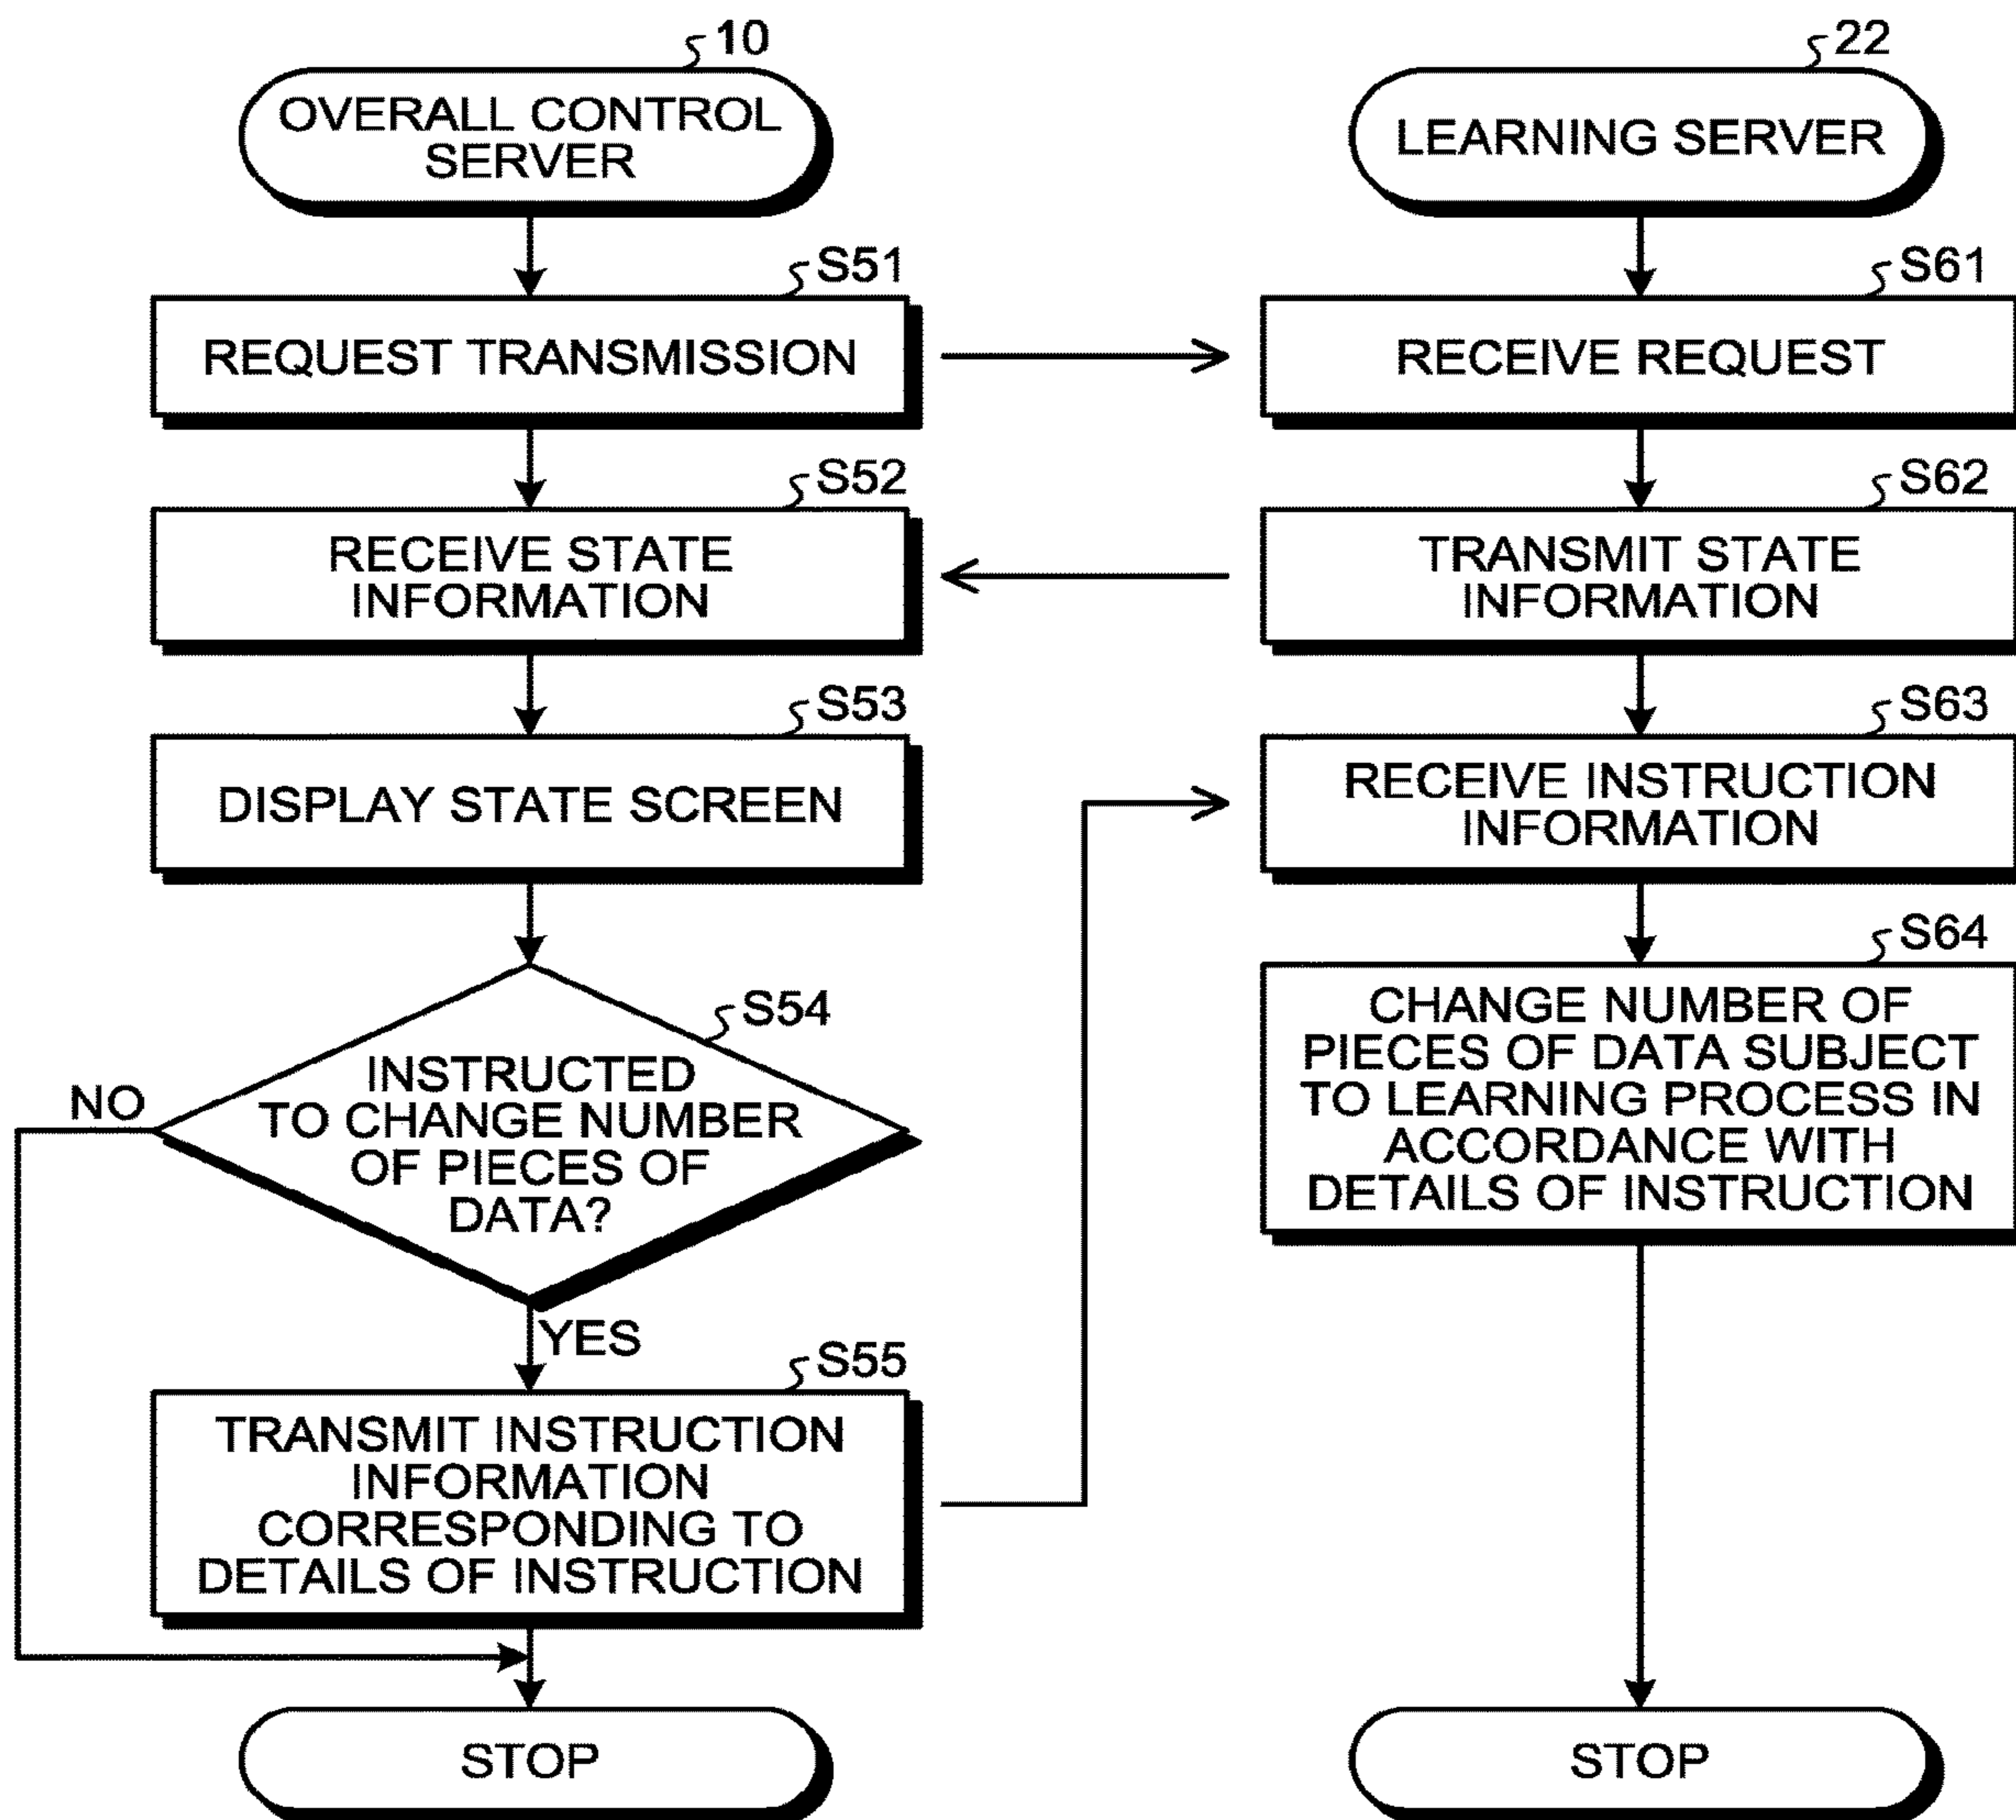 10
OVERALL CONTROL
SERVER
S51
REQUEST TRANSMISSION
S52
RECEIVE STATE
INFORMATION
S53
DISPLAY STATE SCREEN
S54
INSTRUCTED
TO CHANGE NUMBER
OF PIECES OF
DATA?
NO
YES
S55
TRANSMIT INSTRUCTION
INFORMATION
CORRESPONDING TO
DETAILS OF INSTRUCTION
STOP
22
LEARNING SERVER
S61
RECEIVE REQUEST
S62
TRANSMIT STATE
INFORMATION
S63
RECEIVE INSTRUCTION
INFORMATION
S64
CHANGE NUMBER OF
PIECES OF DATA SUBJECT
TO LEARNING PROCESS IN
ACCORDANCE WITH
DETAILS OF INSTRUCTION
STOP